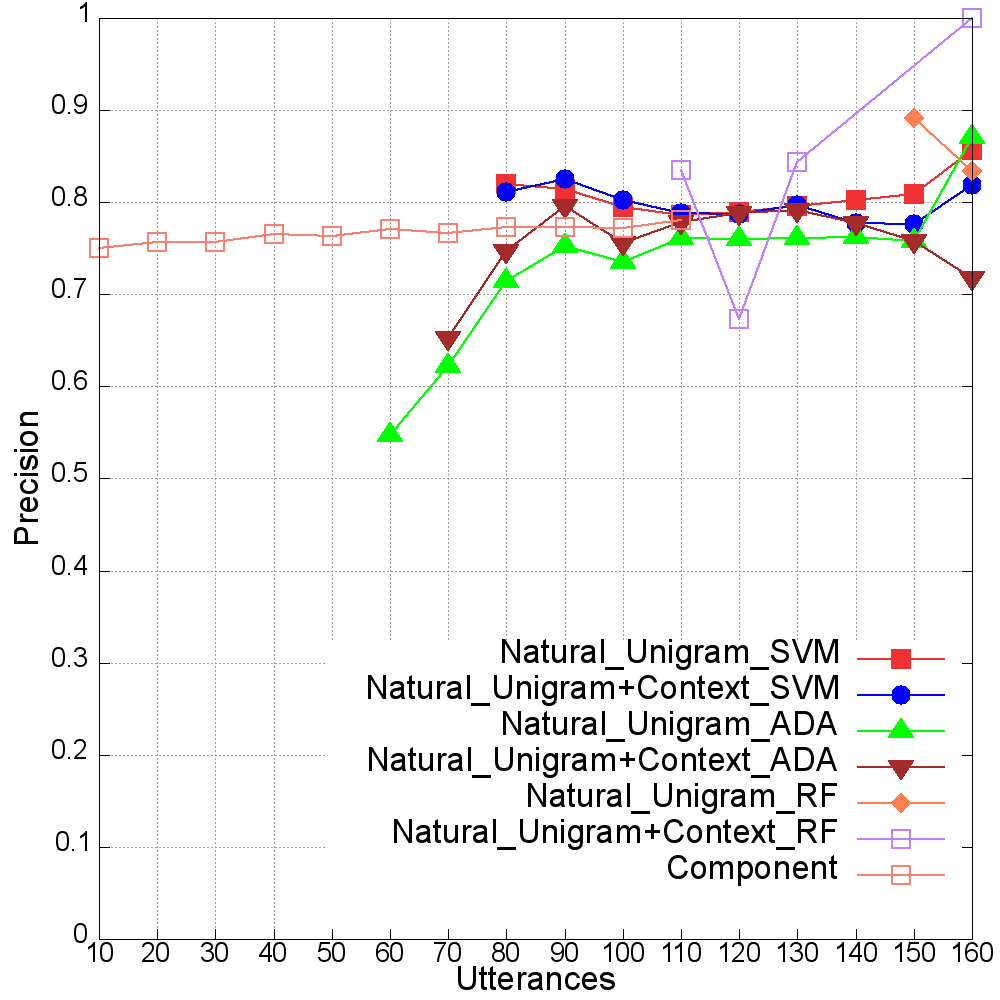 1
0.9
0.8
0.7
0.6
0.5
0.4
0.3
0.2
0.1
0
Precision
Natural_Unigram_SVM
Natural_Unigram+Context_SVM
Natural_Unigram_ADA
Natural_Unigram+Context_ADA
Natural_Unigram_RF
Natural_Unigram+Context_RF
Component
10 20 30 40 50 60 70 80 90 100 110 120 130 140 150 160
Utterances